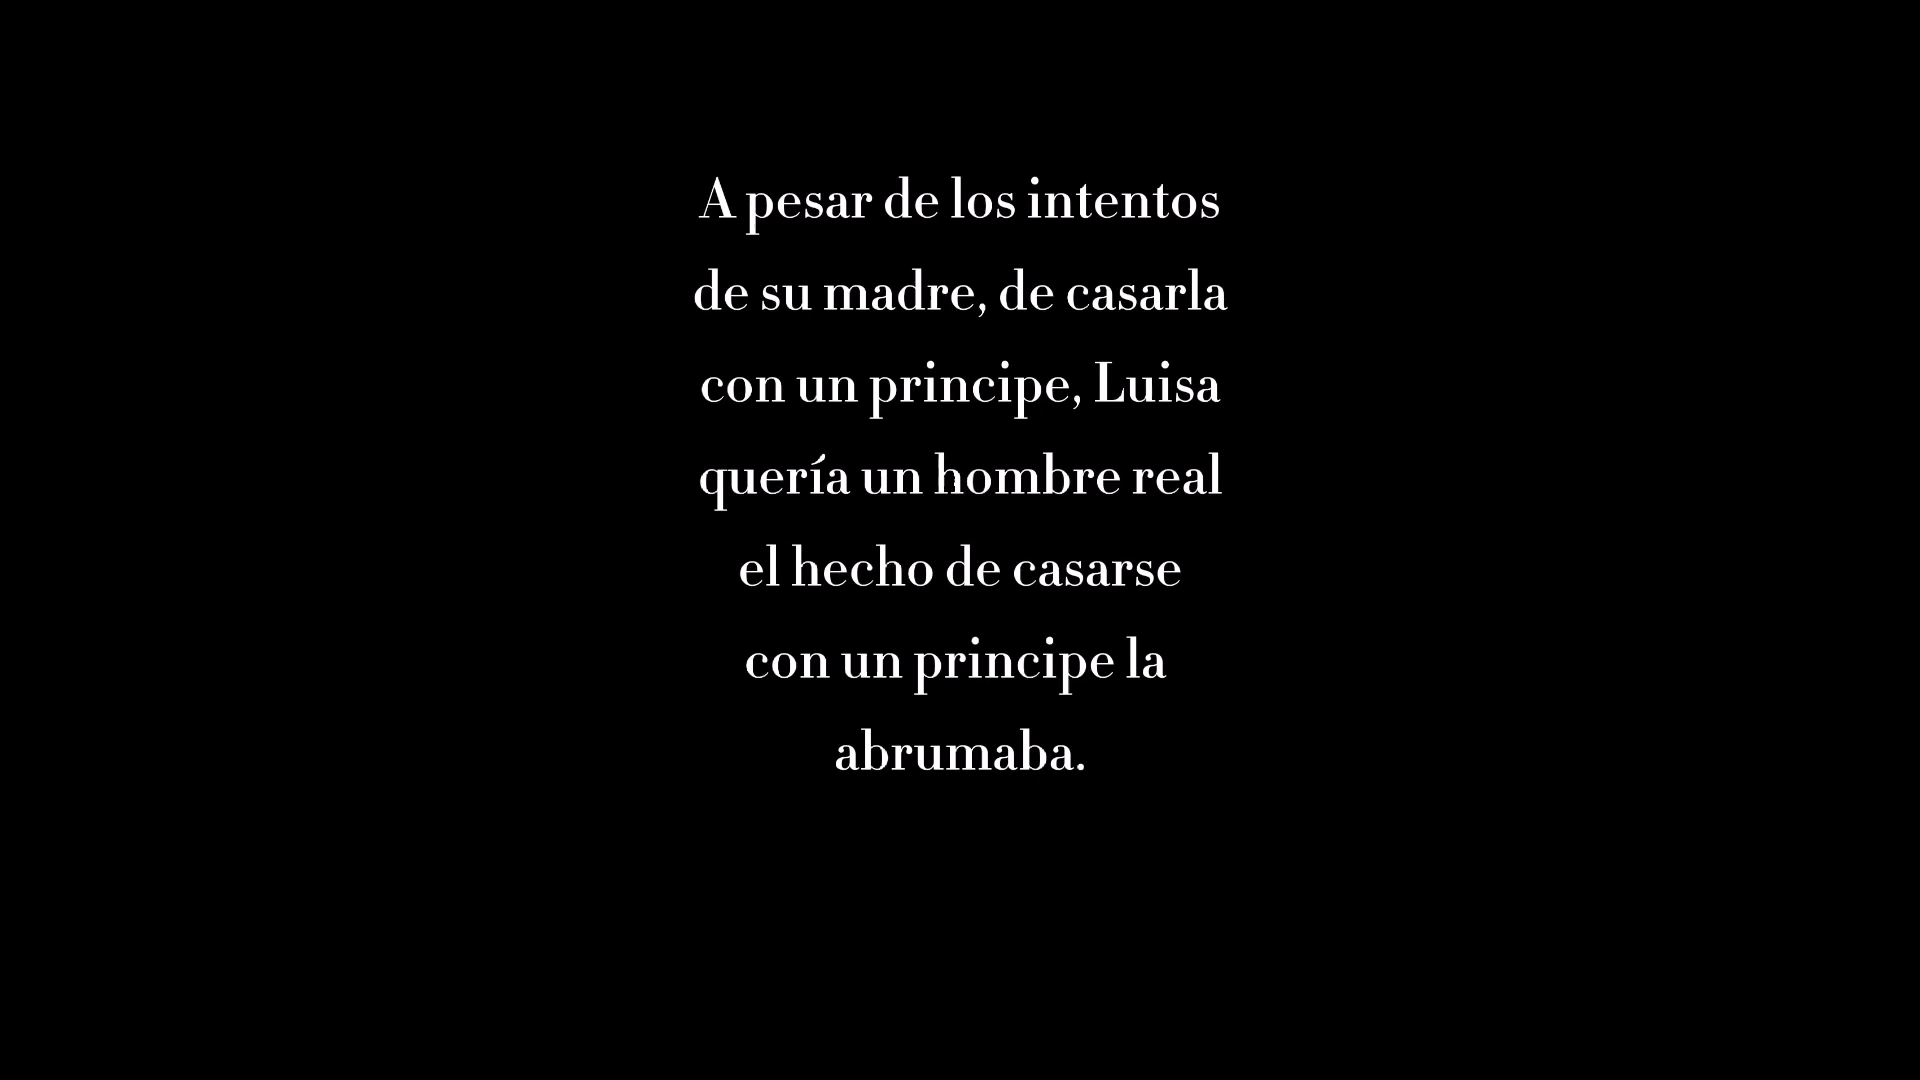 A pesar de los intentos
de su madre, de casarla
con un principe, Luisa
quería un hombre real
el hecho de casarse
con un principe la
abrumaba.